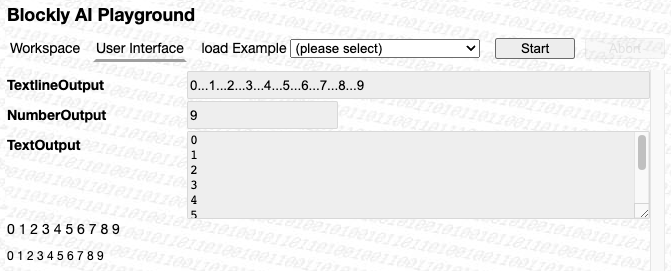 Blockly AI Playground
Workspace User Interface load Example (please select) Start Abort
TextlineOutput 0...1...2...3...4...5...6...7...8...9
NumberOutput 9
TextOutput 0
1
2
3
4
5
0 1 2 3 4 5 6 7 8 9
0 1 2 3 4 5 6 7 8 9